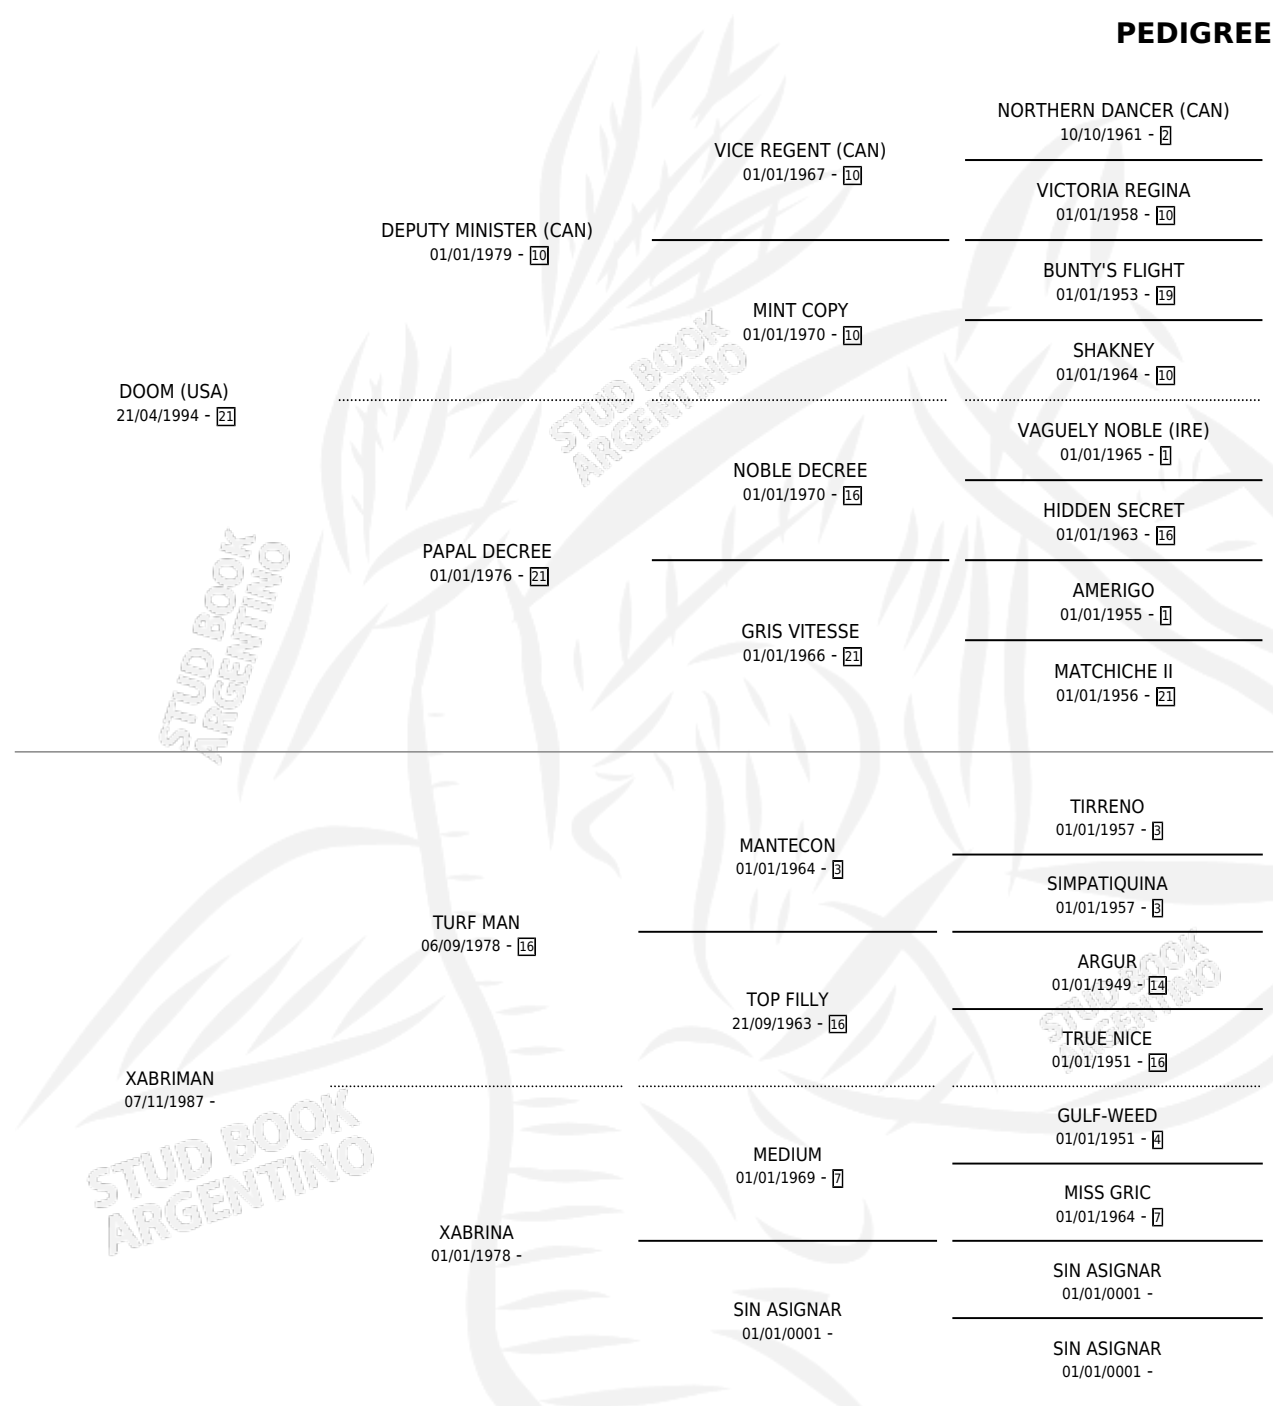 PEDIGREE
NORTHERN DANCER (CAN)
10/10/1961 - 2
VICE REGENT (CAN)
01/01/1967 - 10
VICTORIA REGINA
01/01/1958 - 10
DEPUTY MINISTER (CAN)
01/01/1979 - 10
BUNTY'S FLIGHT
01/01/1953 - 19
MINT COPY
01/01/1970 - 10
SHAKNEY
01/01/1964 - 10
DOOM (USA)
21/04/1994 - 21
VAGUELY NOBLE (IRE)
01/01/1965 - 1
NOBLE DECREE
01/01/1970 - 16
HIDDEN SECRET
01/01/1963 - 16
PAPAL DECREE
01/01/1976 - 21
AMERIGO
01/01/1955 - 1
GRIS VITESSE
01/01/1966 - 21
MATCHICHE II
01/01/1956 - 21
TIRRENO
01/01/1957 - 3
MANTECON
01/01/1964 - 3
SIMPATIQUINA
01/01/1957 - 3
TURF MAN
06/09/1978 - 16
ARGUR
01/01/1949 - 14
TOP FILLY
21/09/1963 - 16
TRUE NICE
01/01/1951 - 16
XABRIMAN
07/11/1987 -
GULF-WEED
01/01/1951 - 4
MEDIUM
01/01/1969 - 7
MISS GRIC
01/01/1964 - 7
XABRINA
01/01/1978 -
SIN ASIGNAR
01/01/0001 -
SIN ASIGNAR
01/01/0001 -
SIN ASIGNAR
01/01/0001 -
STUD BOOK
ARGENTINO
STUD BOOK
ARGENTINO
STUD BOOK
ARGENTINO
STUD BOOK
ARGENTINO